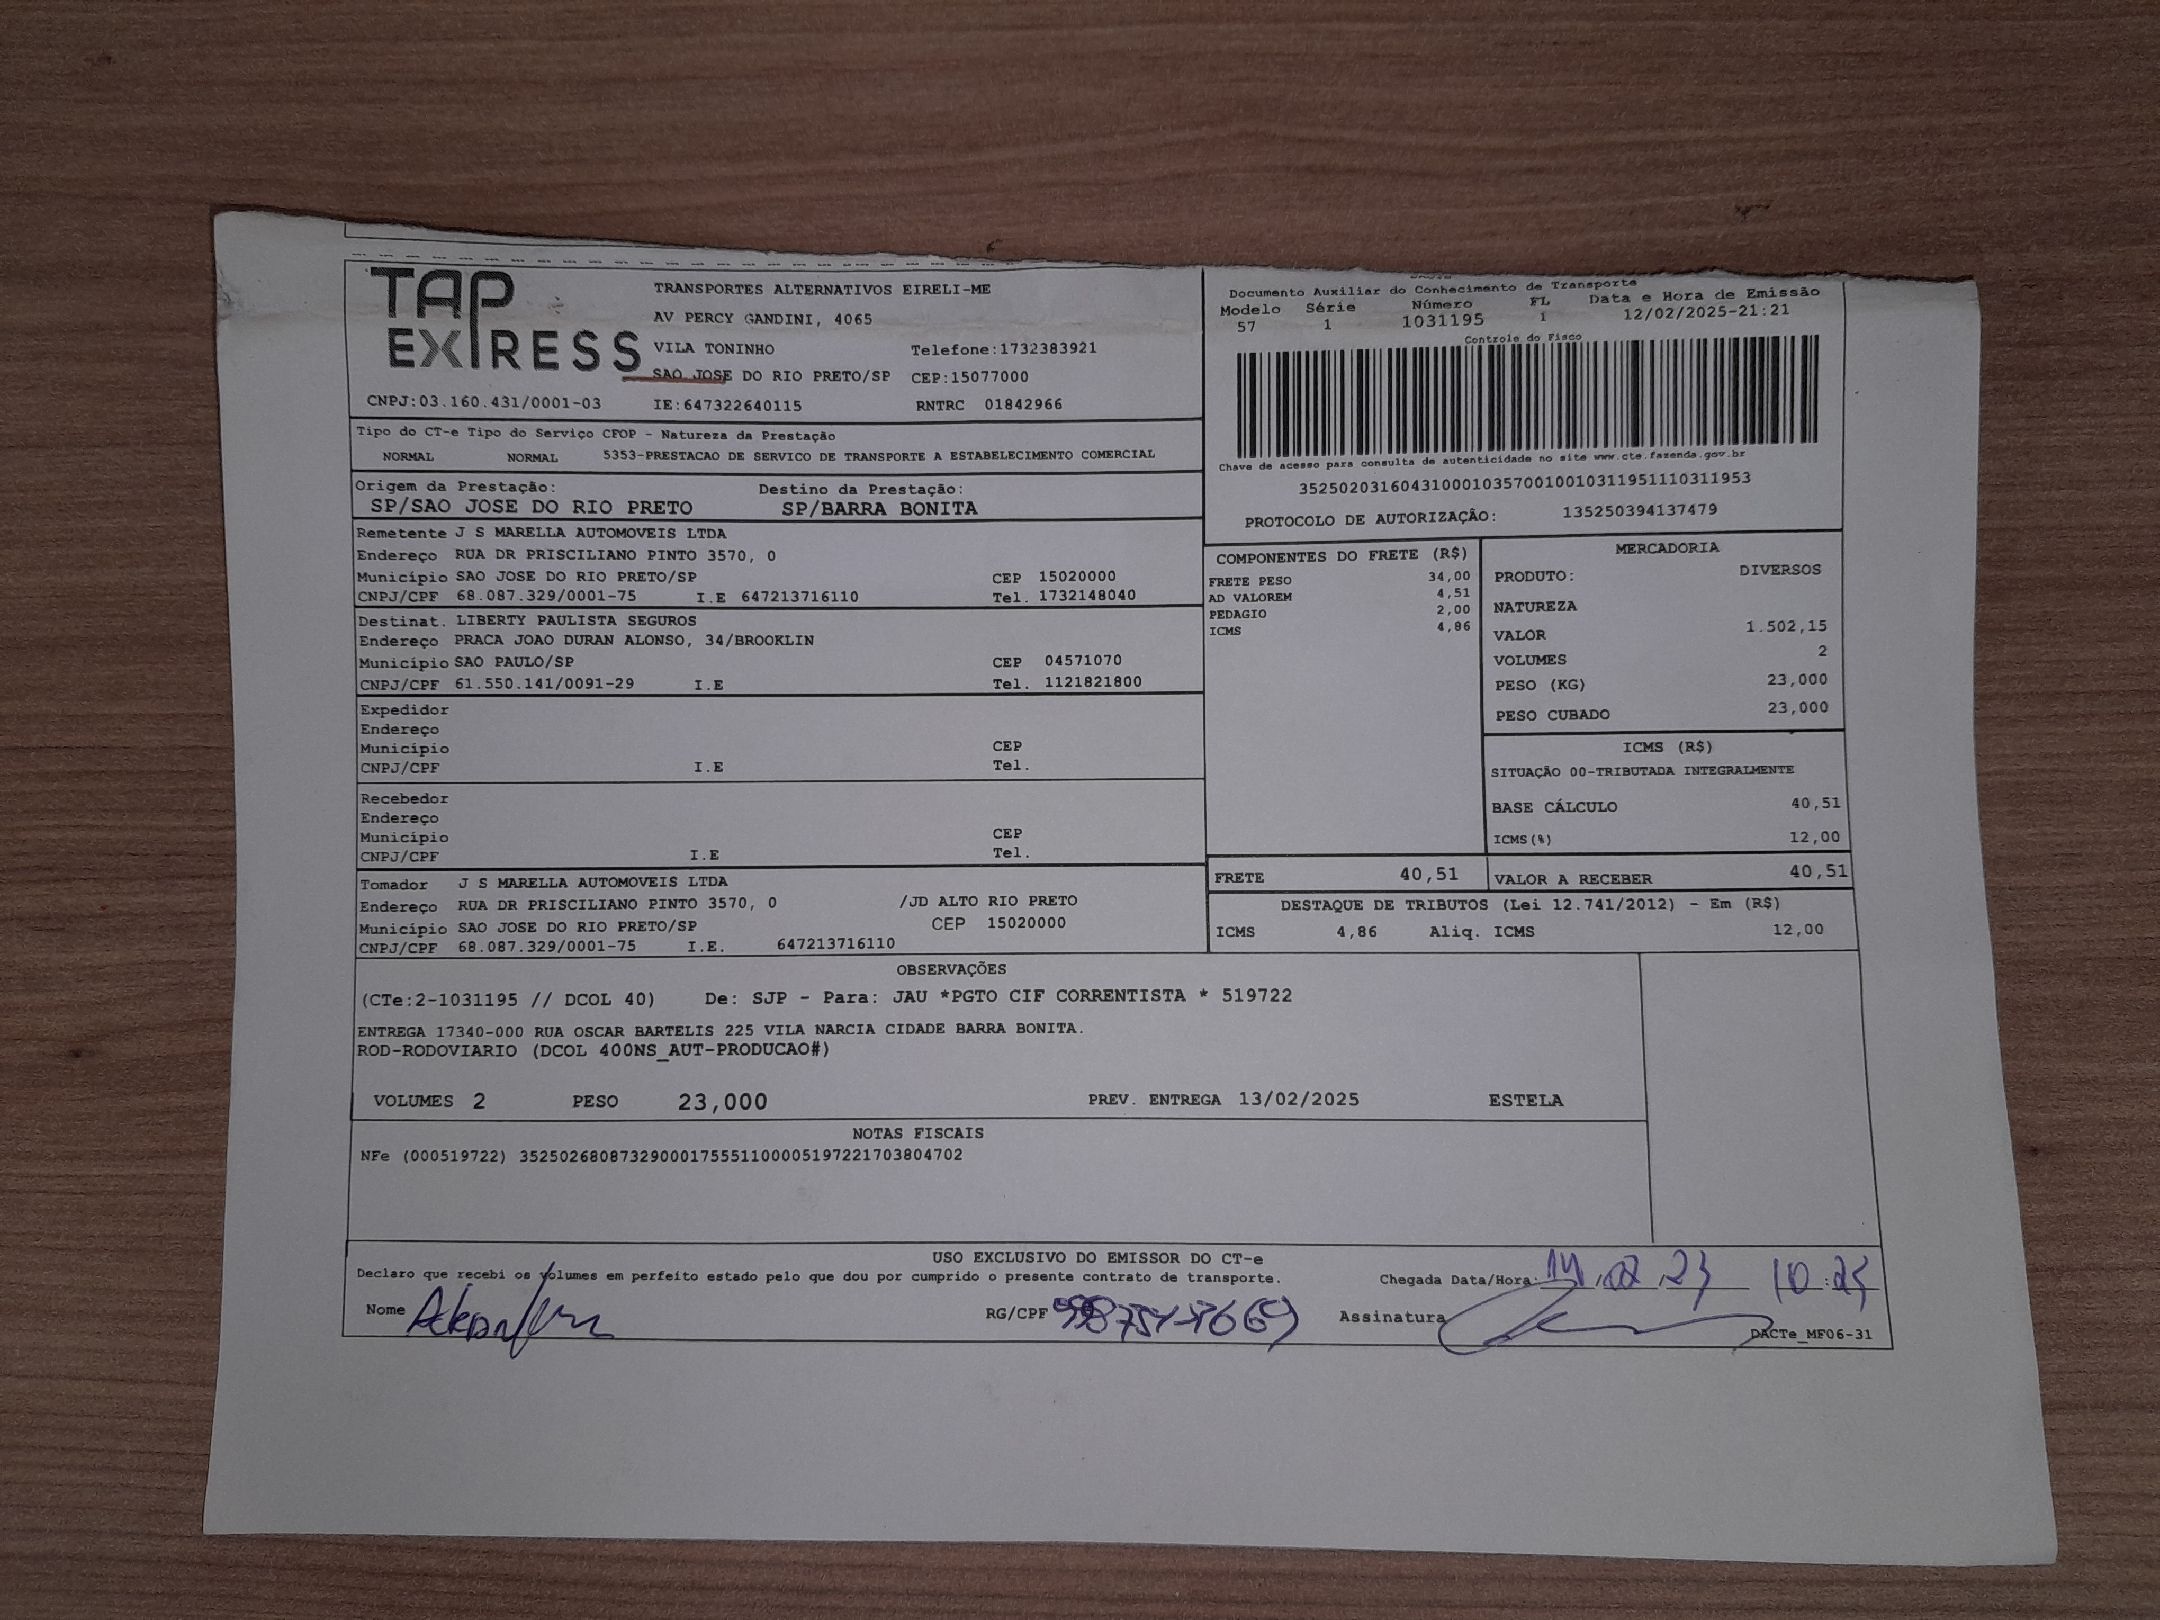 TAP EXPRESS
TRANSPORTES ALTERNATIVOS EIRELI-ME
AV PERCY GANDINI, 4065
VILA TONINHO Telefone:1732383921
SAO JOSE DO RIO PRETO/SP CEP:15077000
CNPJ:03.160.431/0001-03 IE:647322640115 RNTRC 01842966
Documento Auxiliar do Conhecimento de Transporte
Modelo Série Número FL Data e Hora de Emissão
57 1 1031195 1 12/02/2025-21:21
Controle do Fisco
Chave de acesso para consulta de autenticidade no site www.cte.fazenda.gov.br
35250203160431000103570010010311951110311953
PROTOCOLO DE AUTORIZAÇÃO: 135250394137479
Tipo do CT-e Tipo do Serviço CFOP - Natureza da Prestação
NORMAL NORMAL 5353-PRESTACAO DE SERVICO DE TRANSPORTE A ESTABELECIMENTO COMERCIAL
Origem da Prestação: Destino da Prestação:
SP/SAO JOSE DO RIO PRETO SP/BARRA BONITA
Remetente J S MARELLA AUTOMOVEIS LTDA
Endereço RUA DR PRISCILIANO PINTO 3570, 0
Município SAO JOSE DO RIO PRETO/SP CEP 15020000
CNPJ/CPF 68.087.329/0001-75 I.E 647213716110 Tel. 1732148040
Destinat. LIBERTY PAULISTA SEGUROS
Endereço PRACA JOAO DURAN ALONSO, 34/BROOKLIN
Município SAO PAULO/SP CEP 04571070
CNPJ/CPF 61.550.141/0091-29 I.E Tel. 1121821800
Expedidor
Endereço
Município CEP
CNPJ/CPF I.E Tel.
Recebedor
Endereço
Município CEP
CNPJ/CPF I.E Tel.
Tomador J S MARELLA AUTOMOVEIS LTDA
Endereço RUA DR PRISCILIANO PINTO 3570, 0 /JD ALTO RIO PRETO
Município SAO JOSE DO RIO PRETO/SP CEP 15020000
CNPJ/CPF 68.087.329/0001-75 I.E. 647213716110
COMPONENTES DO FRETE (R$)
FRETE PESO 34,00
AD VALOREM 4,51
PEDAGIO 2,00
ICMS 4,86
MERCADORIA
PRODUTO: DIVERSOS
NATUREZA
VALOR 1.502,15
VOLUMES 2
PESO (KG) 23,000
PESO CUBADO 23,000
ICMS (R$)
SITUAÇÃO 00-TRIBUTADA INTEGRALMENTE
BASE CÁLCULO 40,51
ICMS(%) 12,00
FRETE 40,51 VALOR A RECEBER 40,51
DESTAQUE DE TRIBUTOS (Lei 12.741/2012) - Em (R$)
ICMS 4,86 Aliq. ICMS 12,00
OBSERVAÇÕES
(CTe:2-1031195 // DCOL 40) De: SJP - Para: JAU *PGTO CIF CORRENTISTA * 519722
ENTREGA 17340-000 RUA OSCAR BARTELIS 225 VILA NARCIA CIDADE BARRA BONITA.
ROD-RODOVIARIO (DCOL 400NS_AUT-PRODUCAO#)
VOLUMES 2 PESO 23,000 PREV. ENTREGA 13/02/2025 ESTELA
NOTAS FISCAIS
NFe (000519722) 35250268087329000175551100005197221703804702
USO EXCLUSIVO DO EMISSOR DO CT-e
Declaro que recebi os volumes em perfeito estado pelo que dou por cumprido o presente contrato de transporte. Chegada Data/Hora:
Nome RG/CPF Assinatura
DACTe_MF06-31